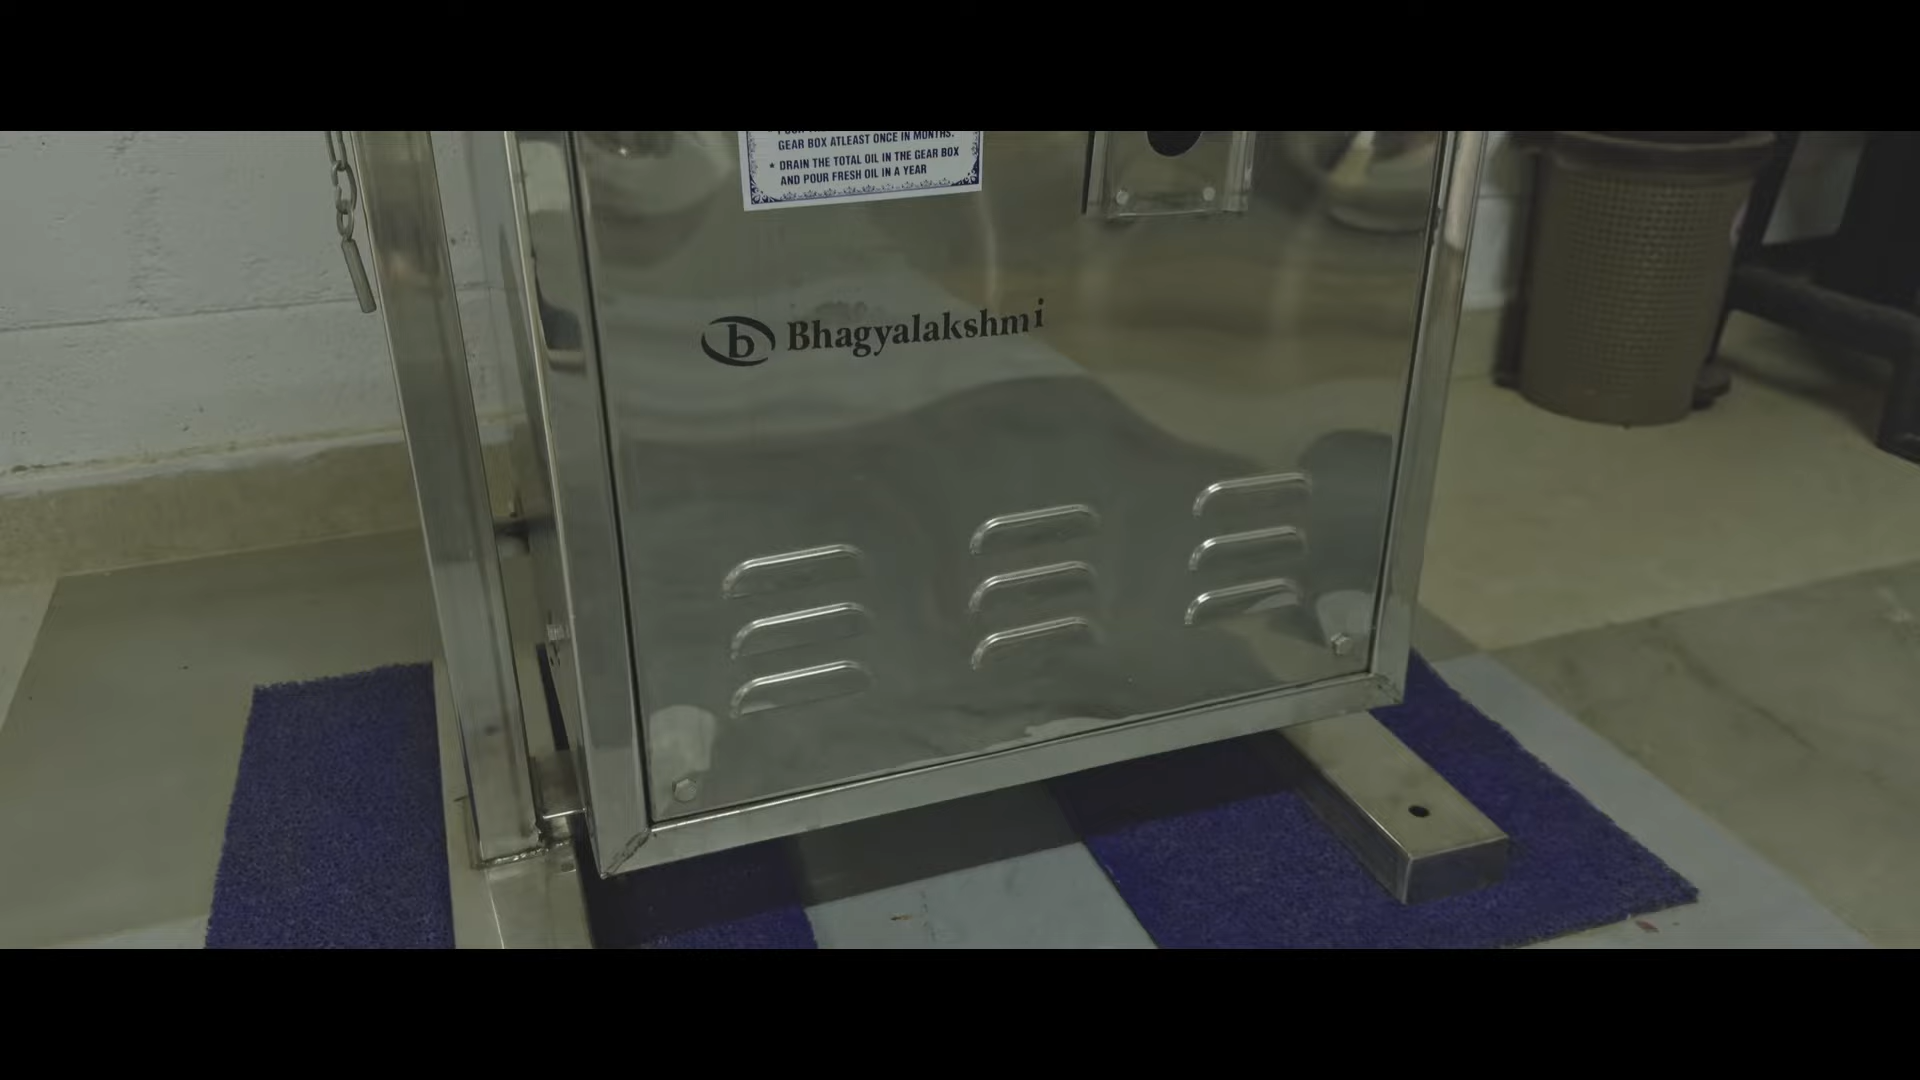 GEAR BOX ATLEAST ONCE IN MONTHS.
* DRAIN THE TOTAL OIL IN THE GEAR BOX
AND POUR FRESH OIL IN A YEAR
b Bhagyalakshmi